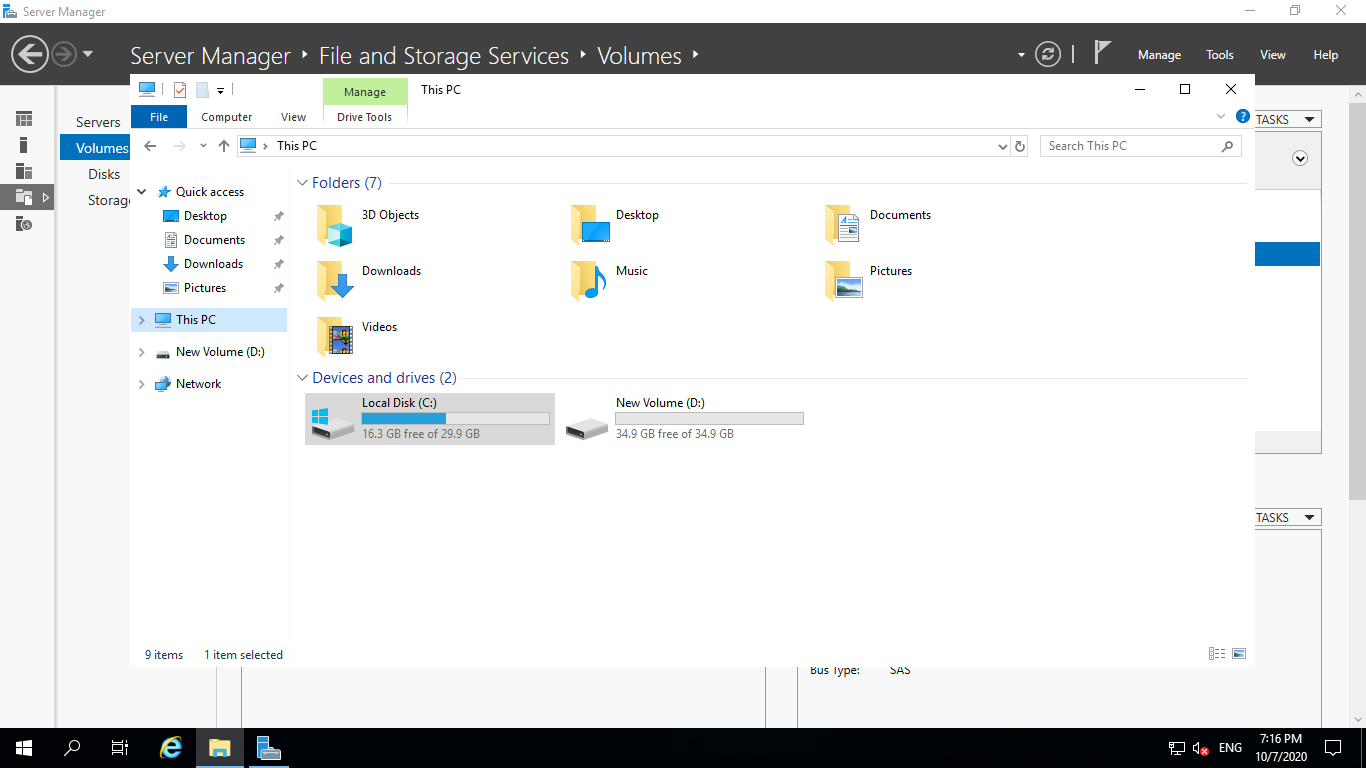 Server Manager
Server Manager ‣ File and Storage Services ‣ Volumes ‣
Manage Tools View Help
Servers
Volumes
Disks
Storag
Manage This PC
File Computer View Drive Tools
This PC
Search This PC
Quick access
Desktop
Documents
Downloads
Pictures
This PC
New Volume (D:)
Network
Folders (7)
3D Objects Desktop Documents
Downloads Music Pictures
Videos
Devices and drives (2)
Local Disk (C:)
16.3 GB free of 29.9 GB
New Volume (D:)
34.9 GB free of 34.9 GB
9 items 1 item selected
TASKS
TASKS
Bus Type: SAS
ENG
7:16 PM
10/7/2020